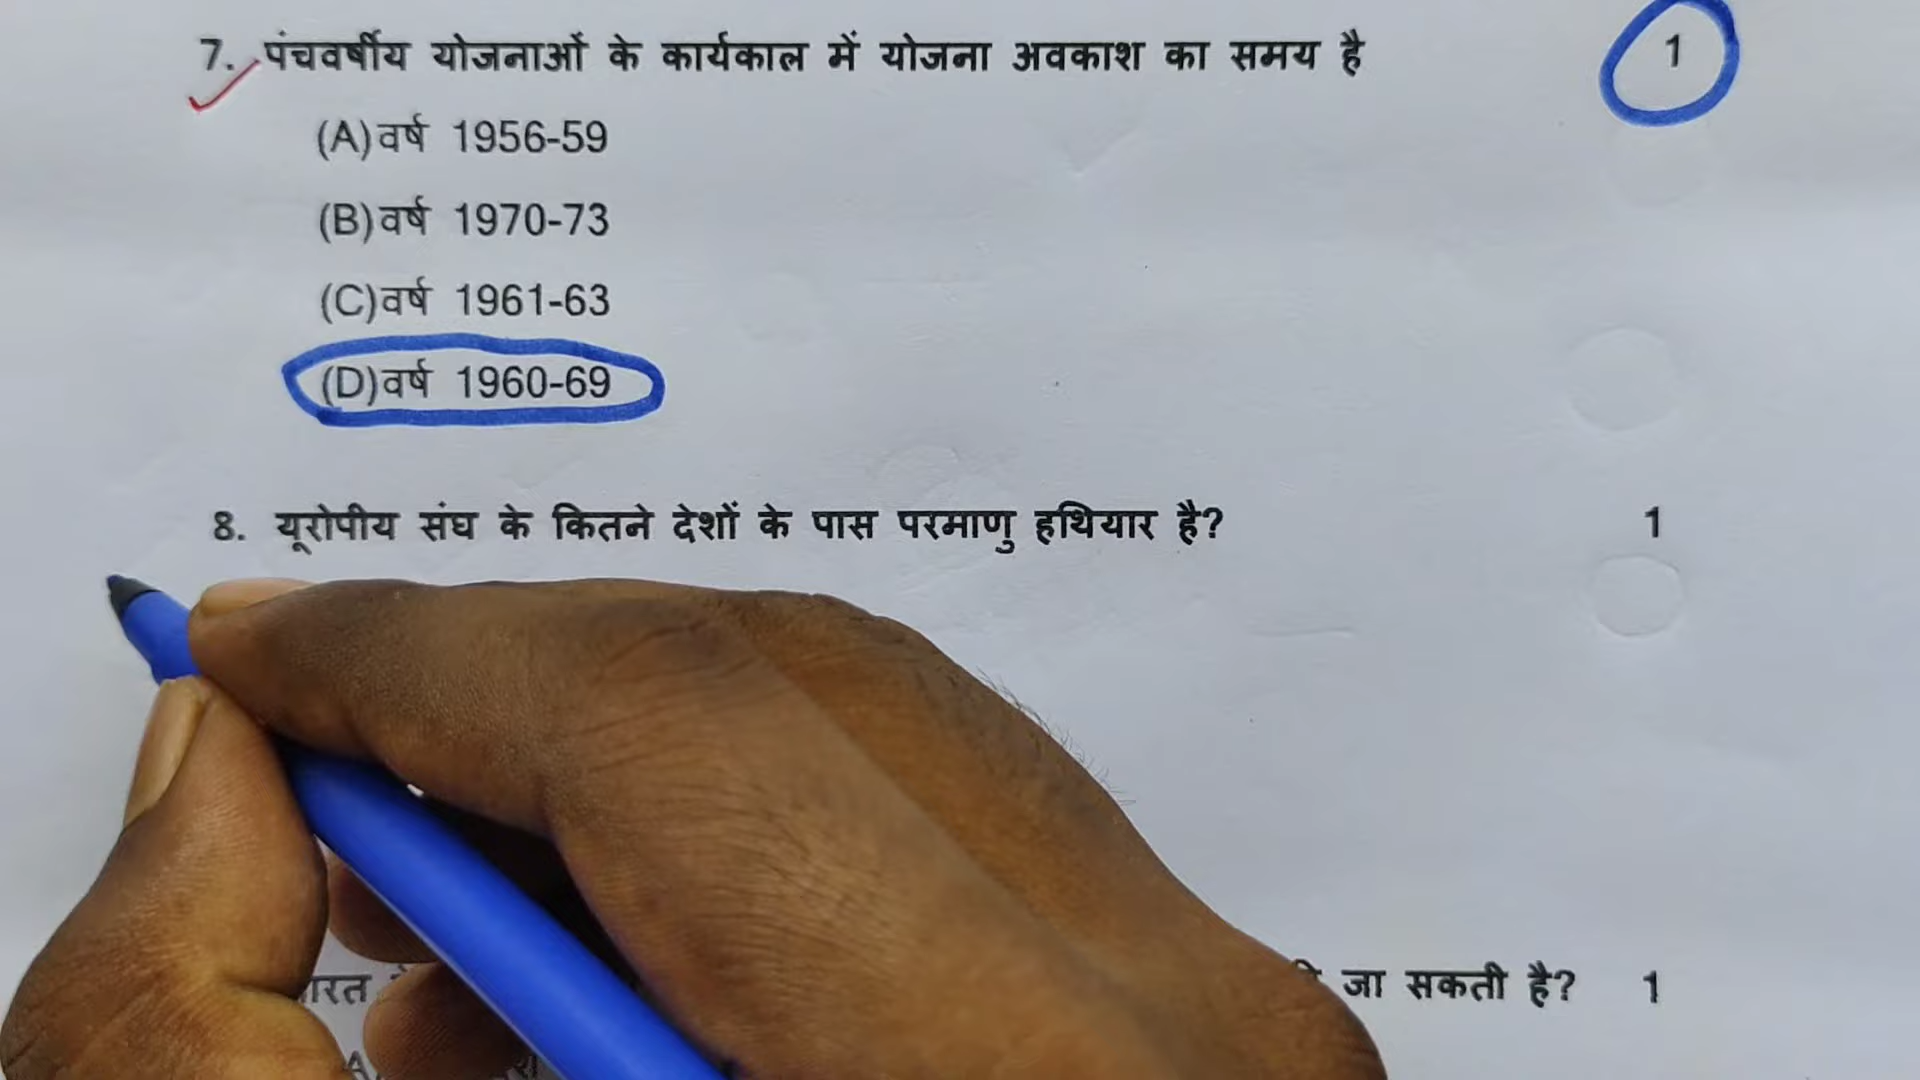 7. पंचवर्षीय योजनाओं के कार्यकाल में योजना अवकाश का समय है 1
(A) वर्ष 1956-59
(B) वर्ष 1970-73
(C) वर्ष 1961-63
(D) वर्ष 1960-69
8. यूरोपीय संघ के कितने देशों के पास परमाणु हथियार है? 1
जा सकती है? 1